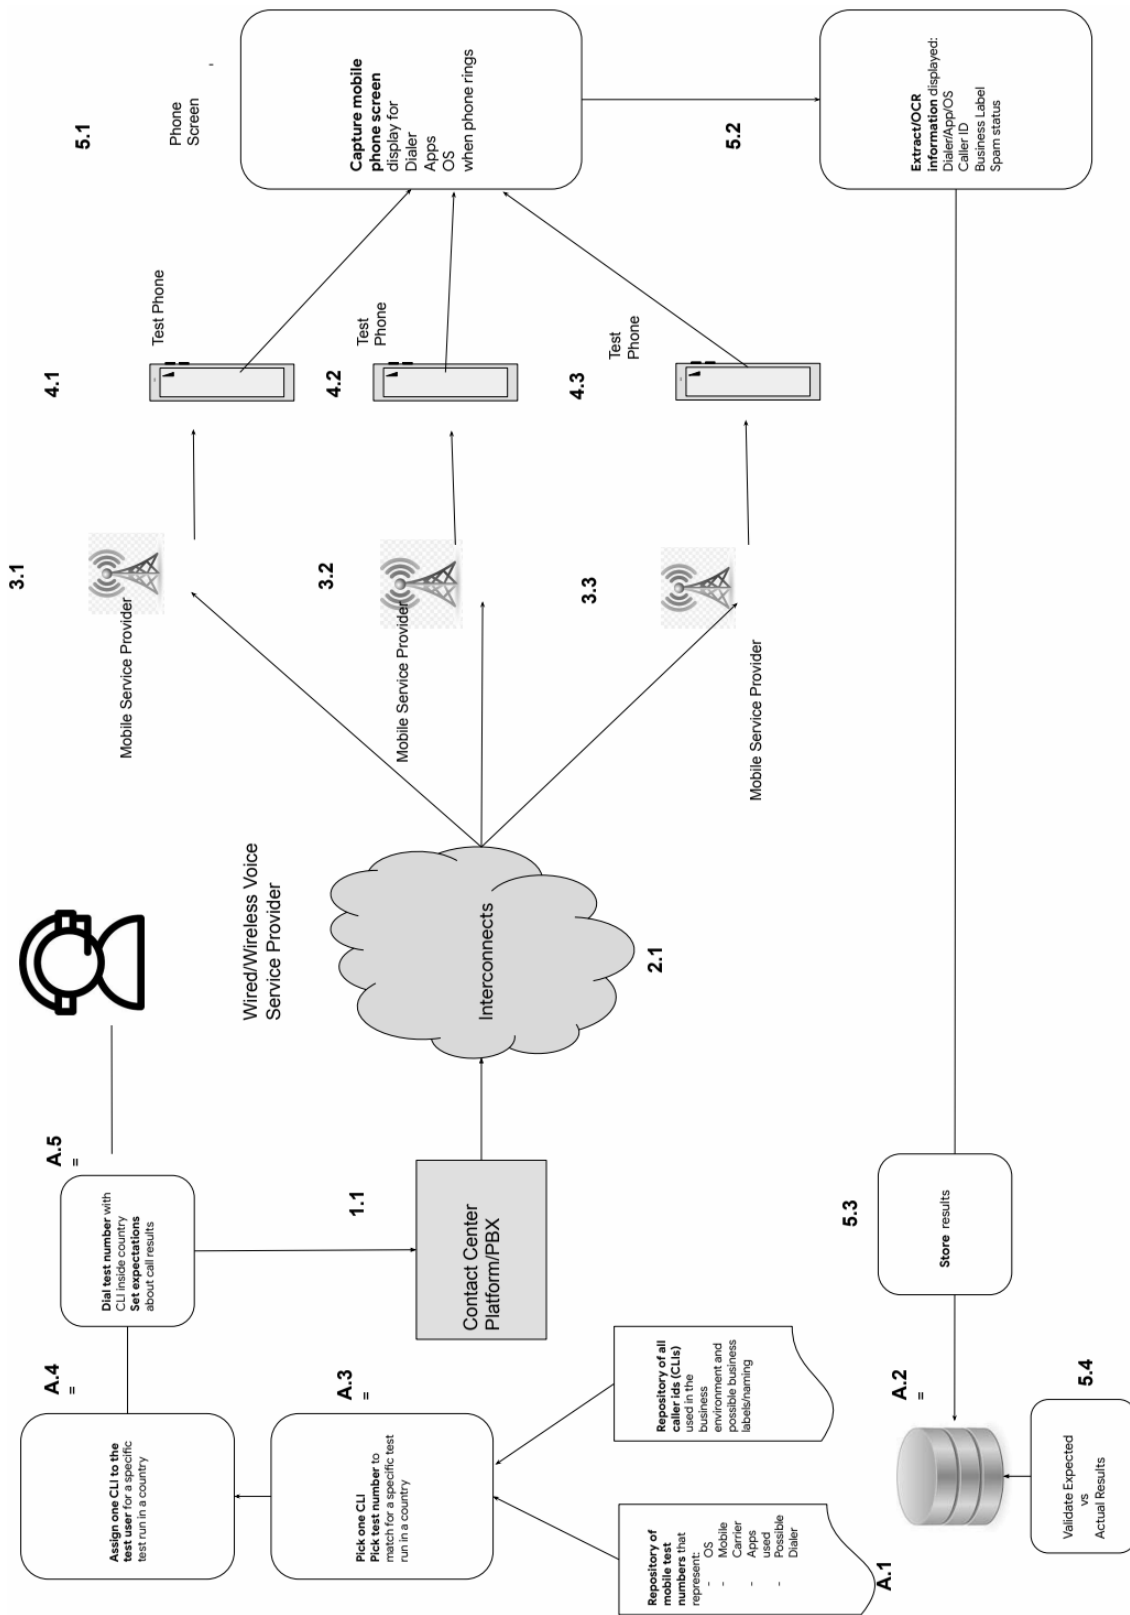 A.4
=
Assign one CLI to the
test user for a specific
test run in a country
A.5
=
Dial test number with
CLI inside country
Set expectations
about call results
A.3
=
Pick one CLI
Pick test number to
match for a specific test
run in a country
Repository of
mobile test
numbers that
represent:
- OS
- Mobile
Carrier
- Apps
used
- Possible
Dialer
A.1
Repository of all
caller ids (CLIs)
used in the
business
environment and
possible business
labels/naming
1.1
Contact Center
Platform/PBX
Wired/Wireless Voice
Service Provider
Interconnects
2.1
3.1
Mobile Service Provider
3.2
Mobile Service Provider
3.3
Mobile Service Provider
4.1
Test Phone
4.2
Test
Phone
4.3
Test
Phone
5.1
Phone
Screen
-
Capture mobile
phone screen
display for
Dialer
Apps
OS
when phone rings
5.2
Extract/OCR
information displayed:
Dialer/App/OS
Caller ID
Business Label
Spam status
5.3
Store results
A.2
=
5.4
Validate Expected
vs
Actual Results